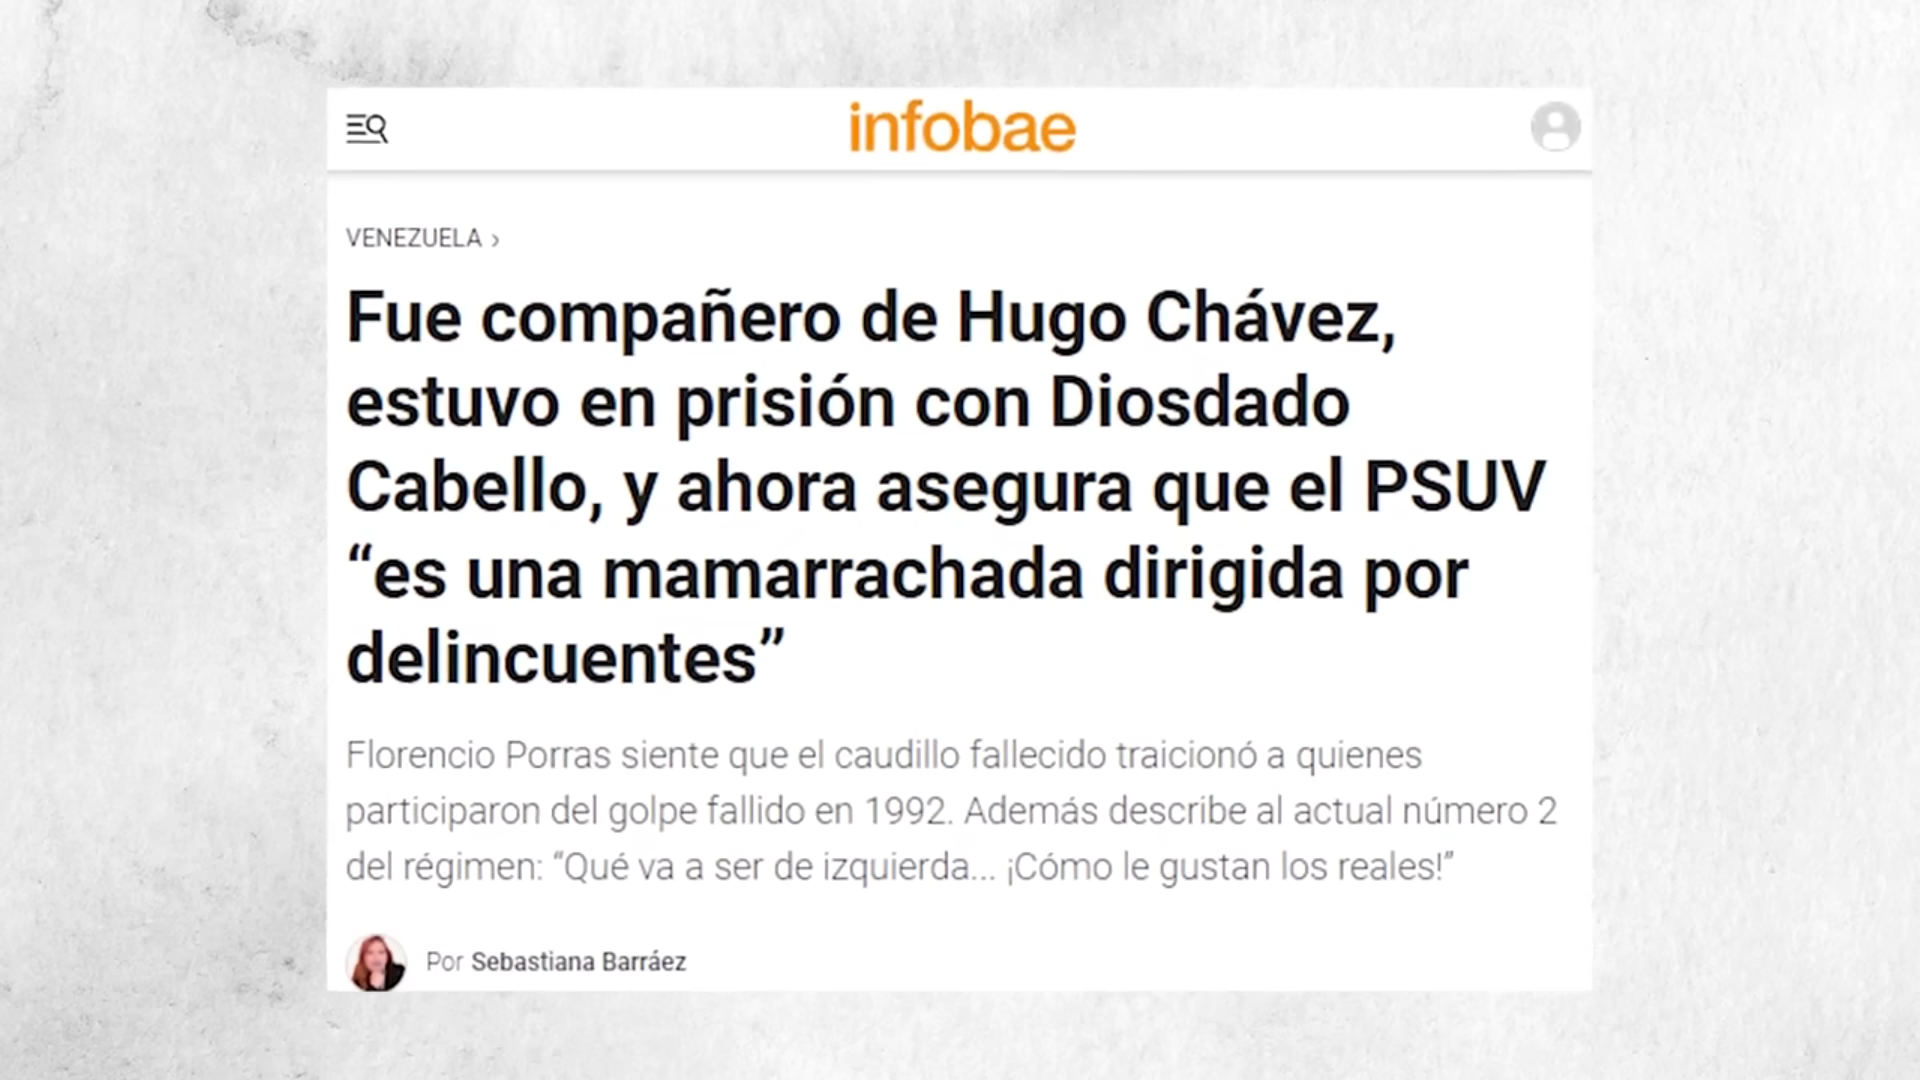 infobae
VENEZUELA ›
Fue compañero de Hugo Chávez,
estuvo en prisión con Diosdado
Cabello, y ahora asegura que el PSUV
“es una mamarrachada dirigida por
delincuentes”
Florencio Porras siente que el caudillo fallecido traicionó a quienes
participaron del golpe fallido en 1992. Además describe al actual número 2
del régimen: “Qué va a ser de izquierda... ¡Cómo le gustan los reales!”
Por Sebastiana Barráez